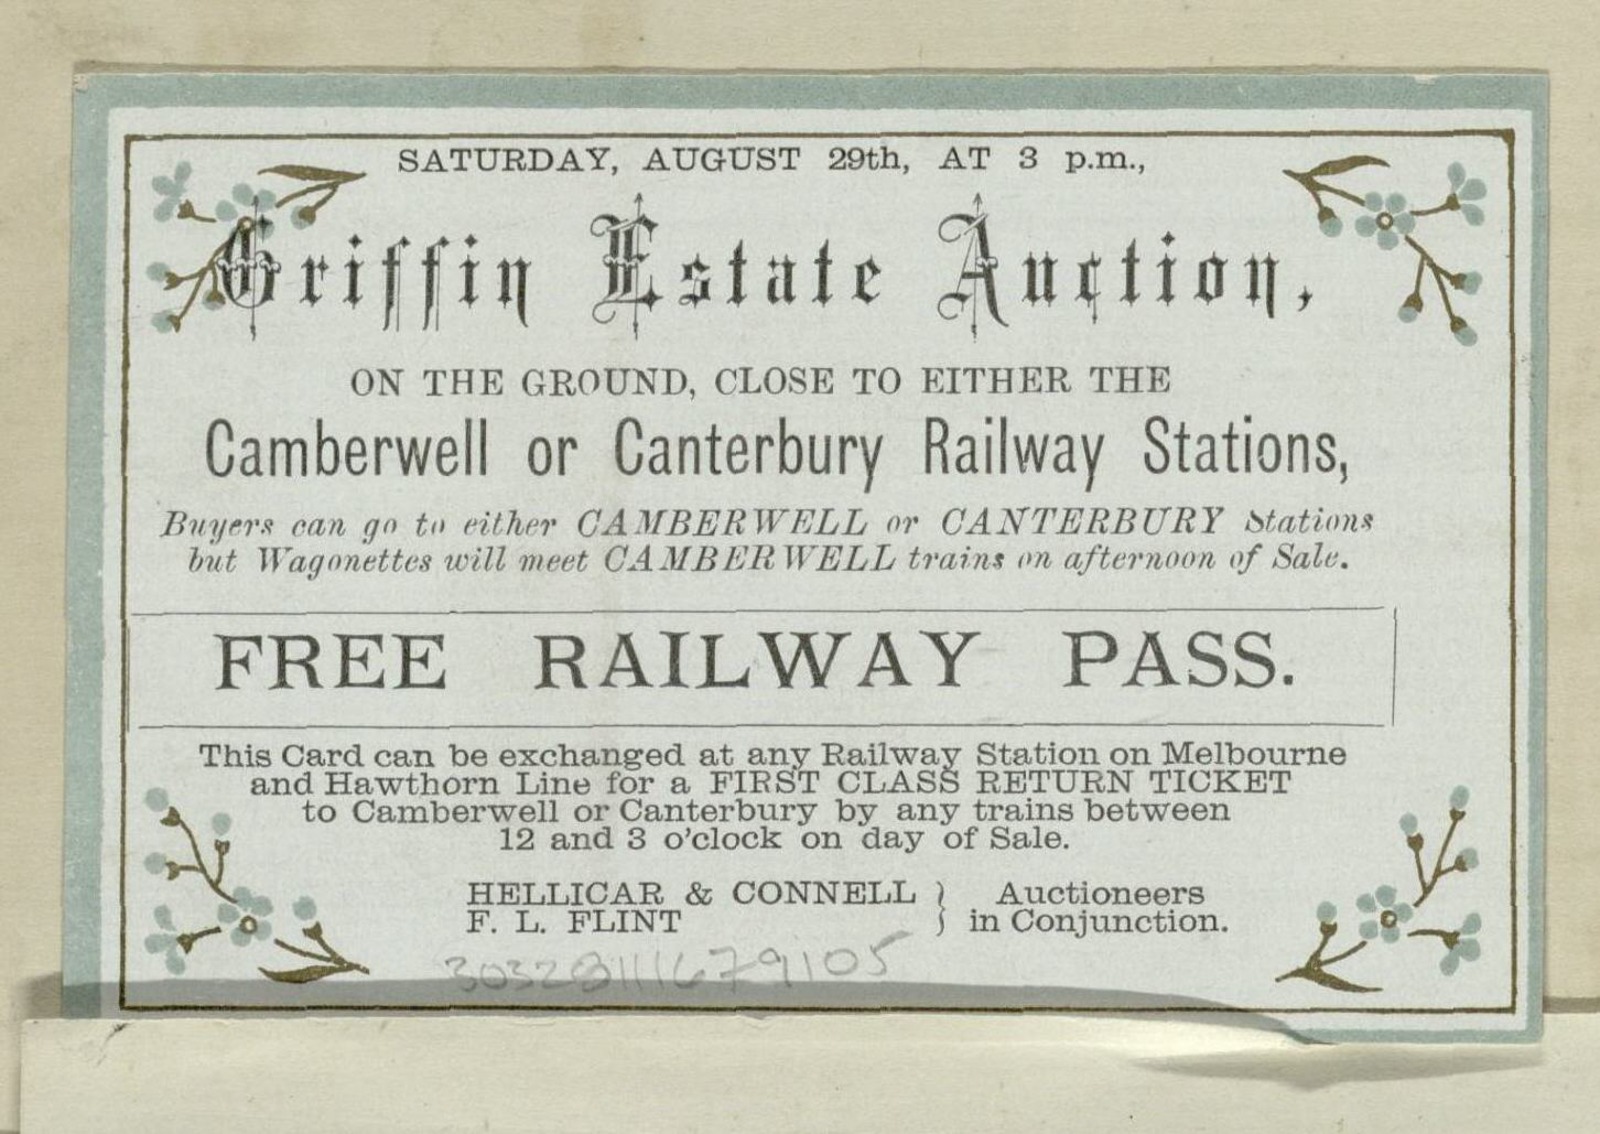 SATURDAY, AUGUST 29th, AT 3 p.m.,
Griffin Estate Auction,
ON THE GROUND, CLOSE TO EITHER THE
Camberwell or Canterbury Railway Stations,
Buyers can go to either CAMBERWELL or CANTERBURY Stations
but Wagonettes will meet CAMBERWELL trains on afternoon of Sale.
FREE RAILWAY PASS.
This Card can be exchanged at any Railway Station on Melbourne
and Hawthorn Line for a FIRST CLASS RETURN TICKET
to Camberwell or Canterbury by any trains between
12 and 3 o'clock on day of Sale.
HELLICAR & CONNELL } Auctioneers
F. L. FLINT } in Conjunction.